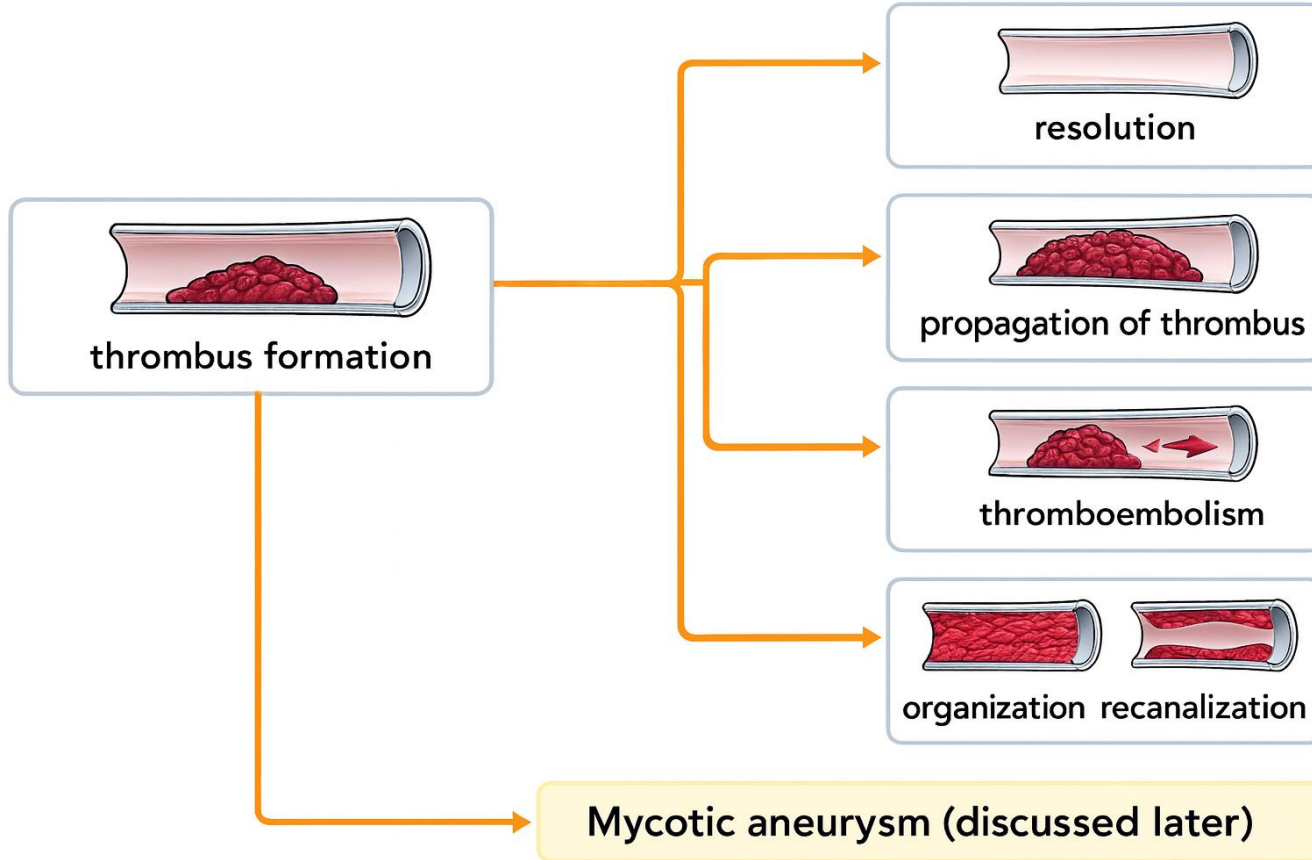 resolution
thrombus formation
propagation of thrombus
thromboembolism
organization recanalization
Mycotic aneurysm (discussed later)